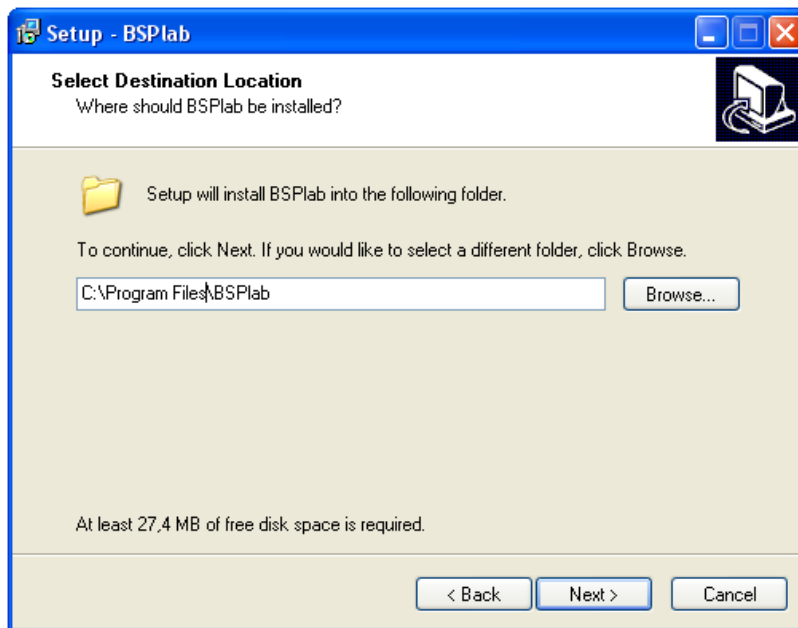 Setup - BSPlab
Select Destination Location
Where should BSPlab be installed?
Setup will install BSPlab into the following folder.
To continue, click Next. If you would like to select a different folder, click Browse.
C:\Program Files\BSPlab
Browse...
At least 27,4 MB of free disk space is required.
< Back
Next >
Cancel